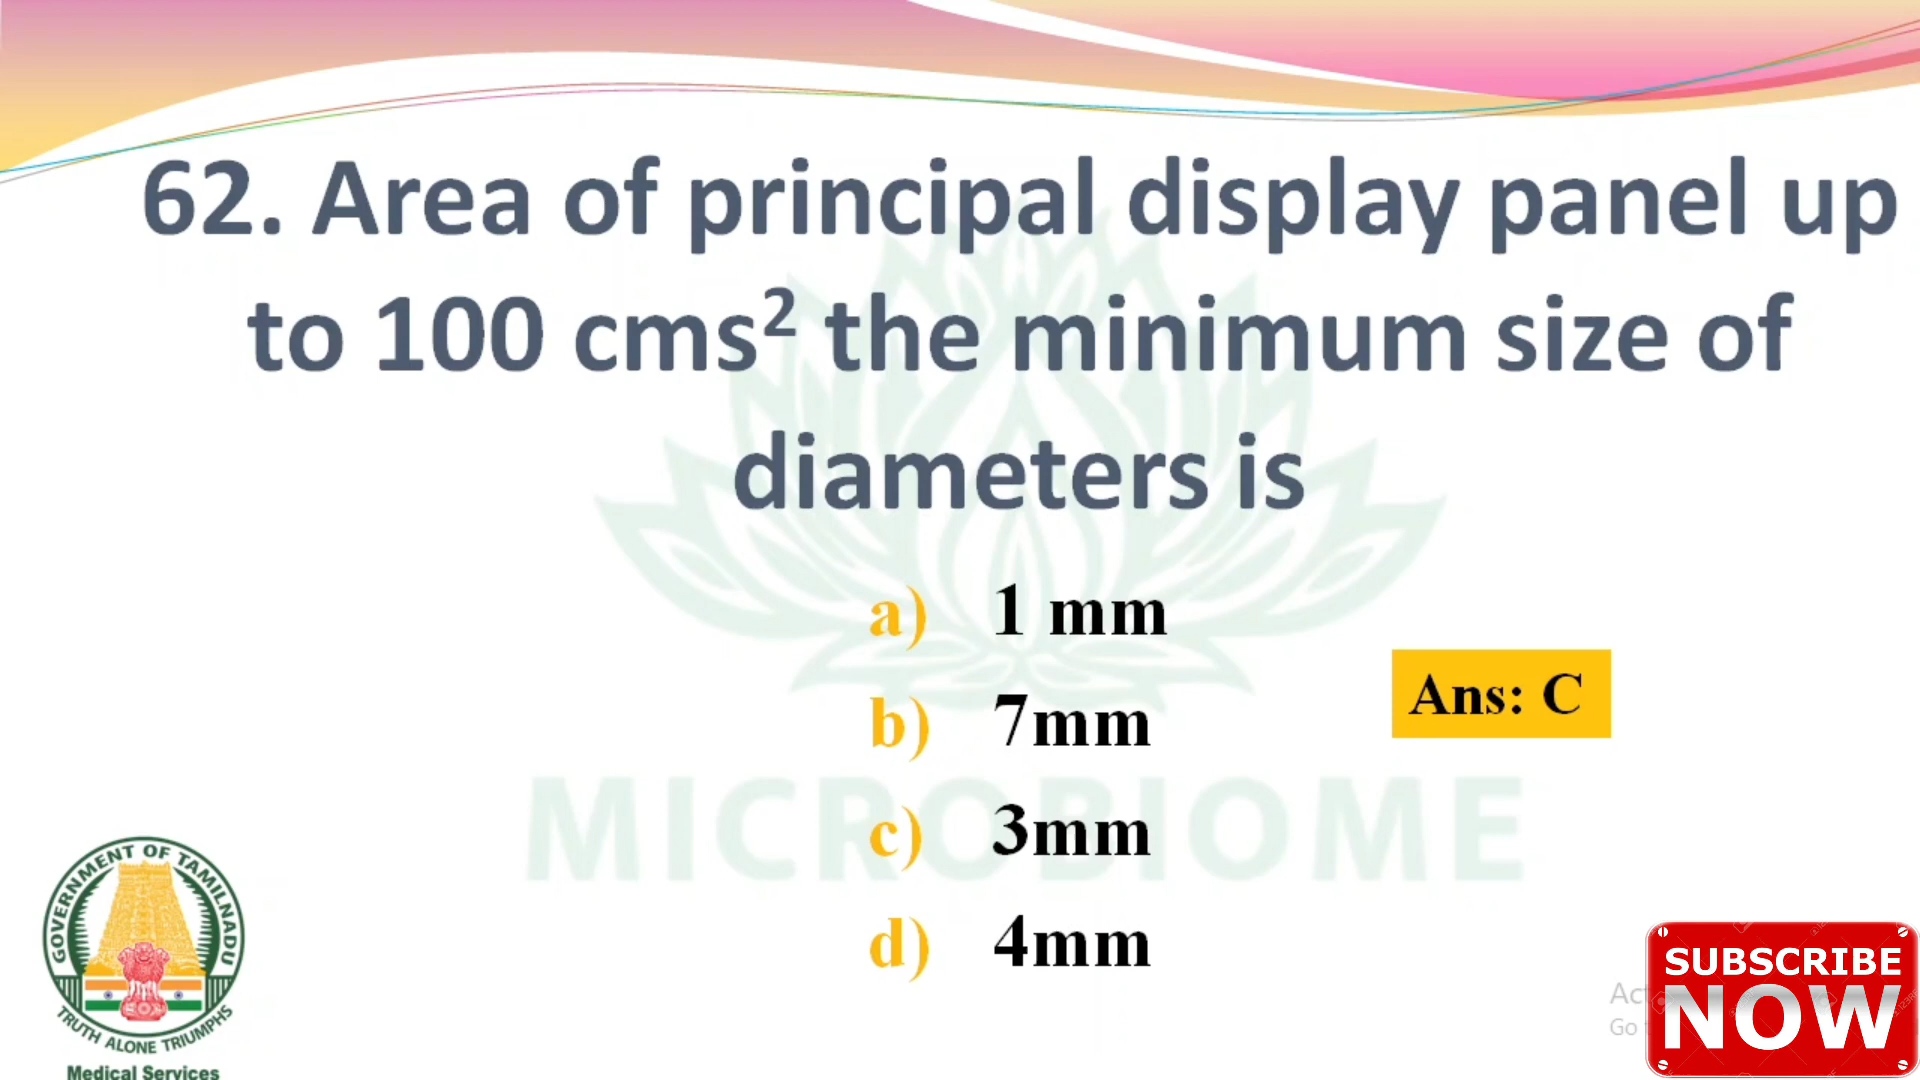 62. Area of principal display panel up
to 100 cms² the minimum size of
diameters is
a) 1 mm
b) 7mm
Ans: C
c) 3mm
d) 4mm
MICROBIOME
GOVERNMENT OF TAMILNADU
TRUTH ALONE TRIUMPHS
Medical Services
SUBSCRIBE
NOW
Go